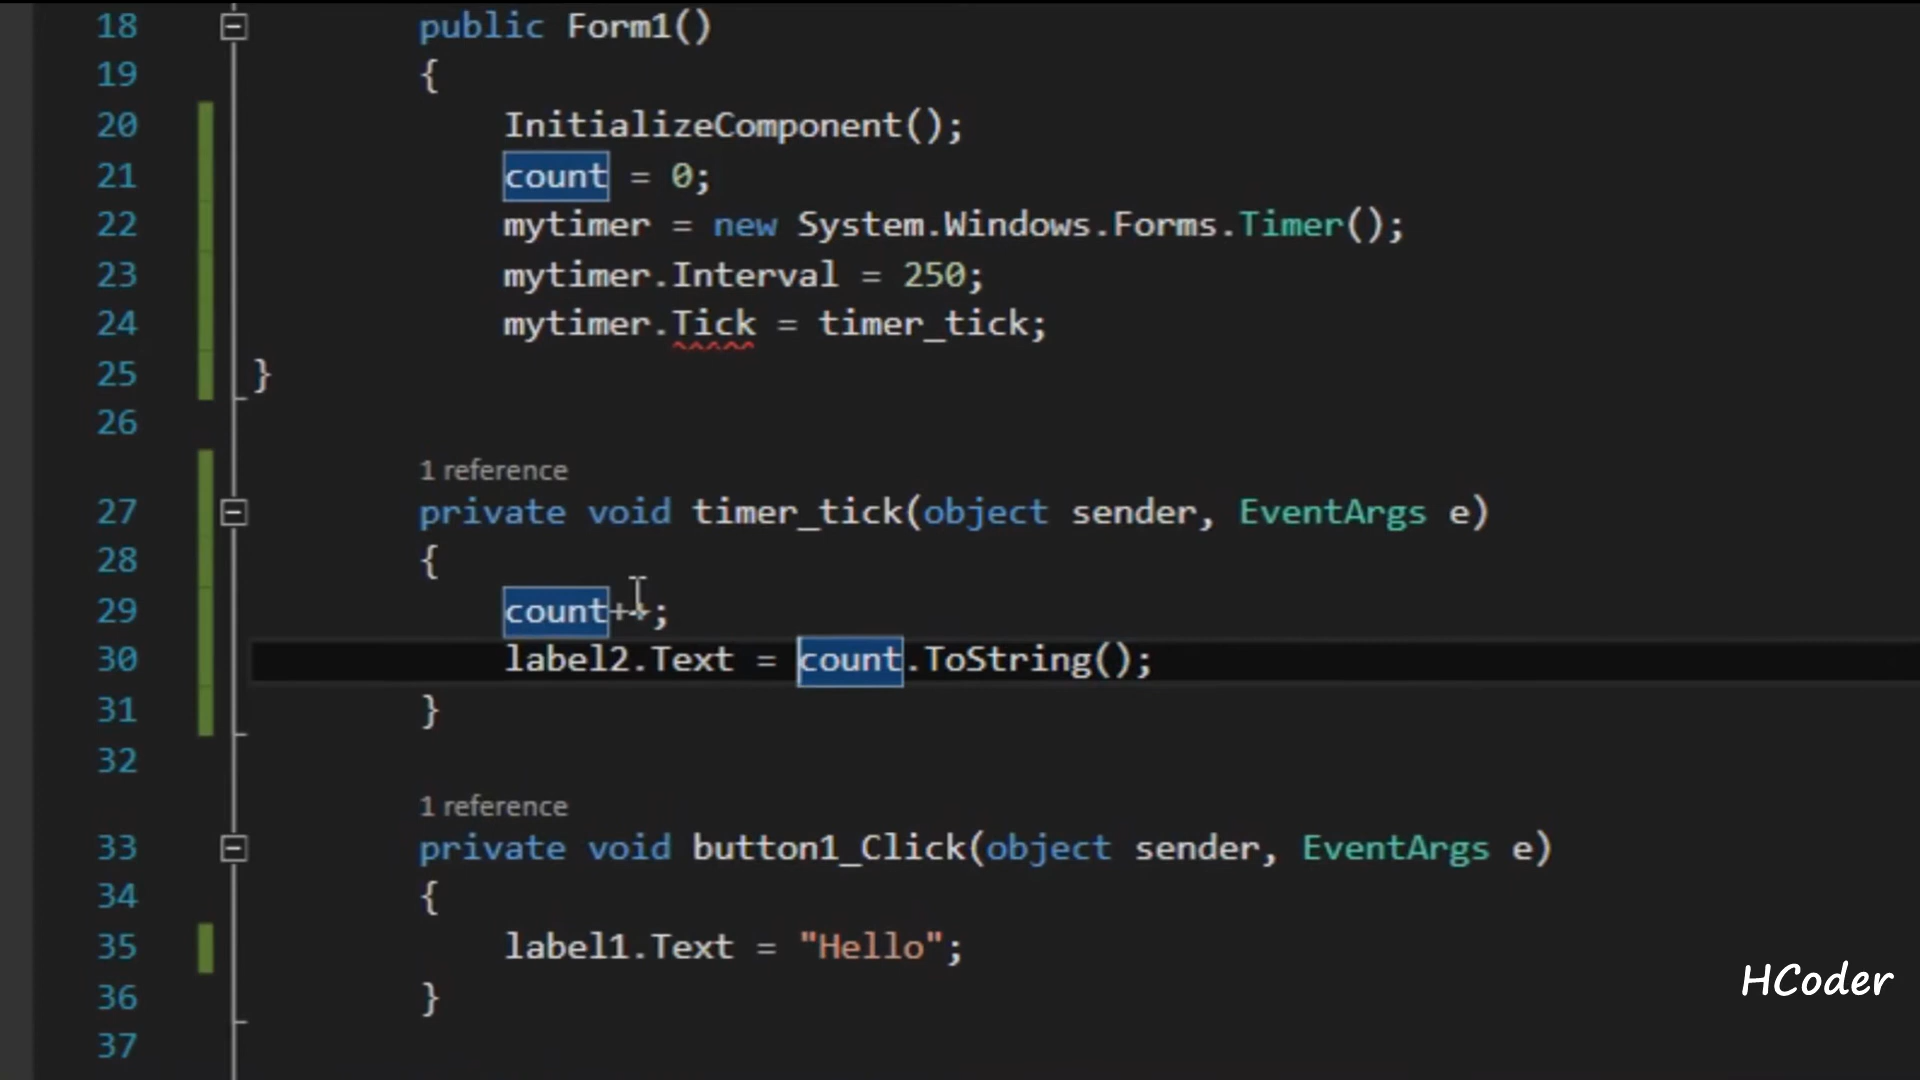 18 public Form1()
19 {
20 InitializeComponent();
21 count = 0;
22 mytimer = new System.Windows.Forms.Timer();
23 mytimer.Interval = 250;
24 mytimer.Tick = timer_tick;
25 }
26
1 reference
27 private void timer_tick(object sender, EventArgs e)
28 {
29 count++;
30 label2.Text = count.ToString();
31 }
32
1 reference
33 private void button1_Click(object sender, EventArgs e)
34 {
35 label1.Text = "Hello";
36 }
37
HCoder